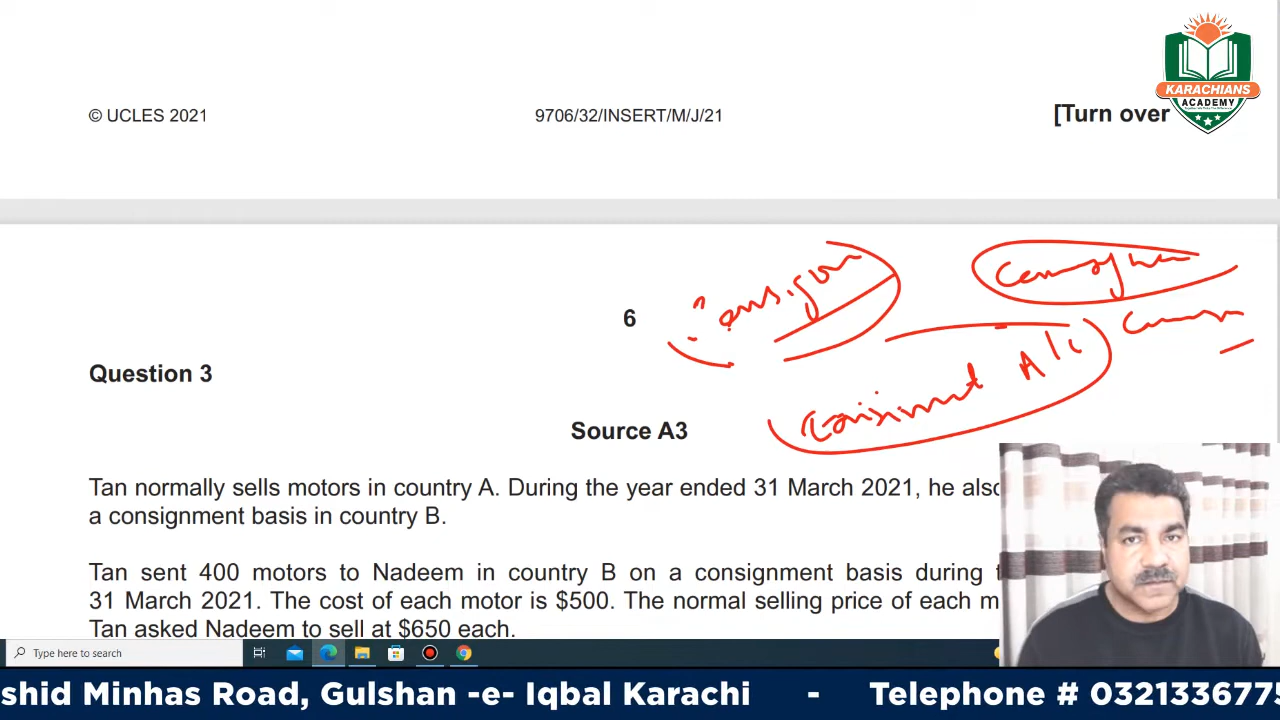 KARACHIANS
ACADEMY
© UCLES 2021
9706/32/INSERT/M/J/21
[Turn over
6
Question 3
Source A3
Tan normally sells motors in country A. During the year ended 31 March 2021, he also
a consignment basis in country B.
Tan sent 400 motors to Nadeem in country B on a consignment basis during
31 March 2021. The cost of each motor is $500. The normal selling price of each m
Tan asked Nadeem to sell at $650 each.
Type here to search
shid Minhas Road, Gulshan -e- Iqbal Karachi - Telephone # 0321336775